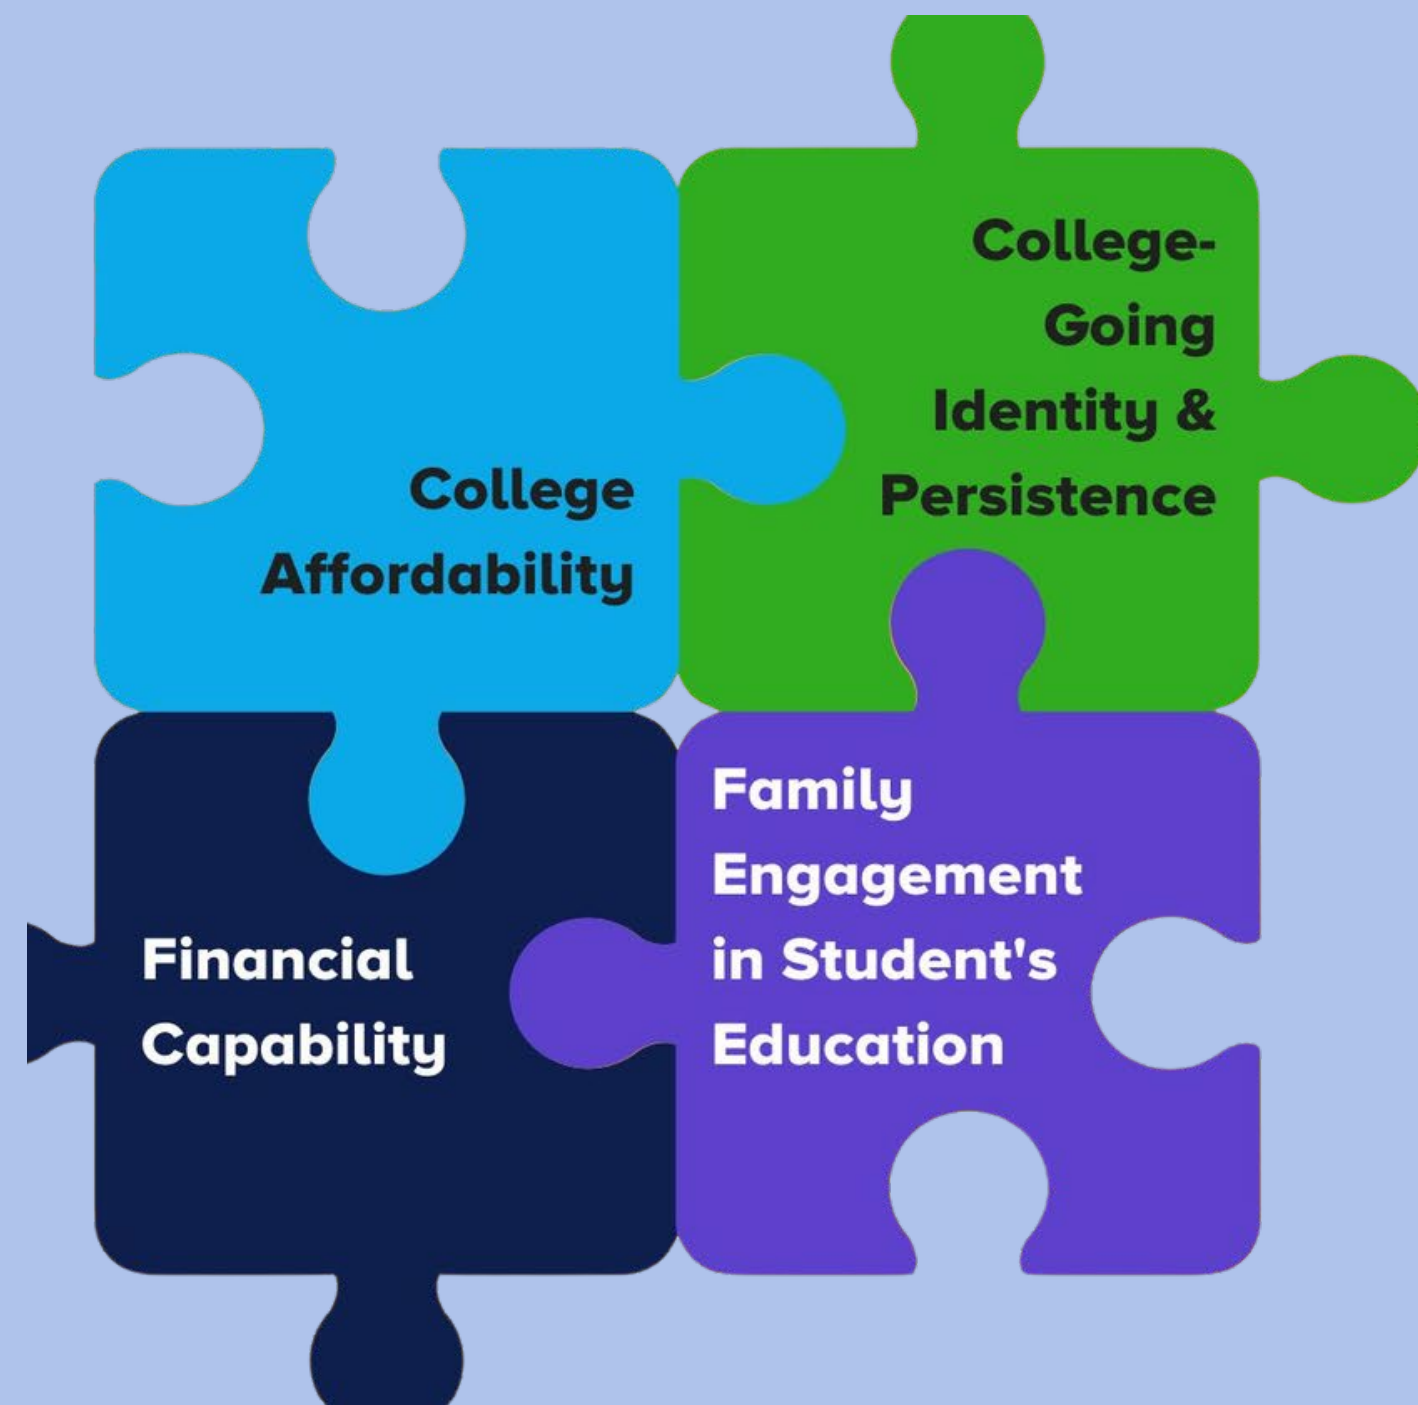 College
Affordability
College-
Going
Identity &
Persistence
Financial
Capability
Family
Engagement
in Student's
Education